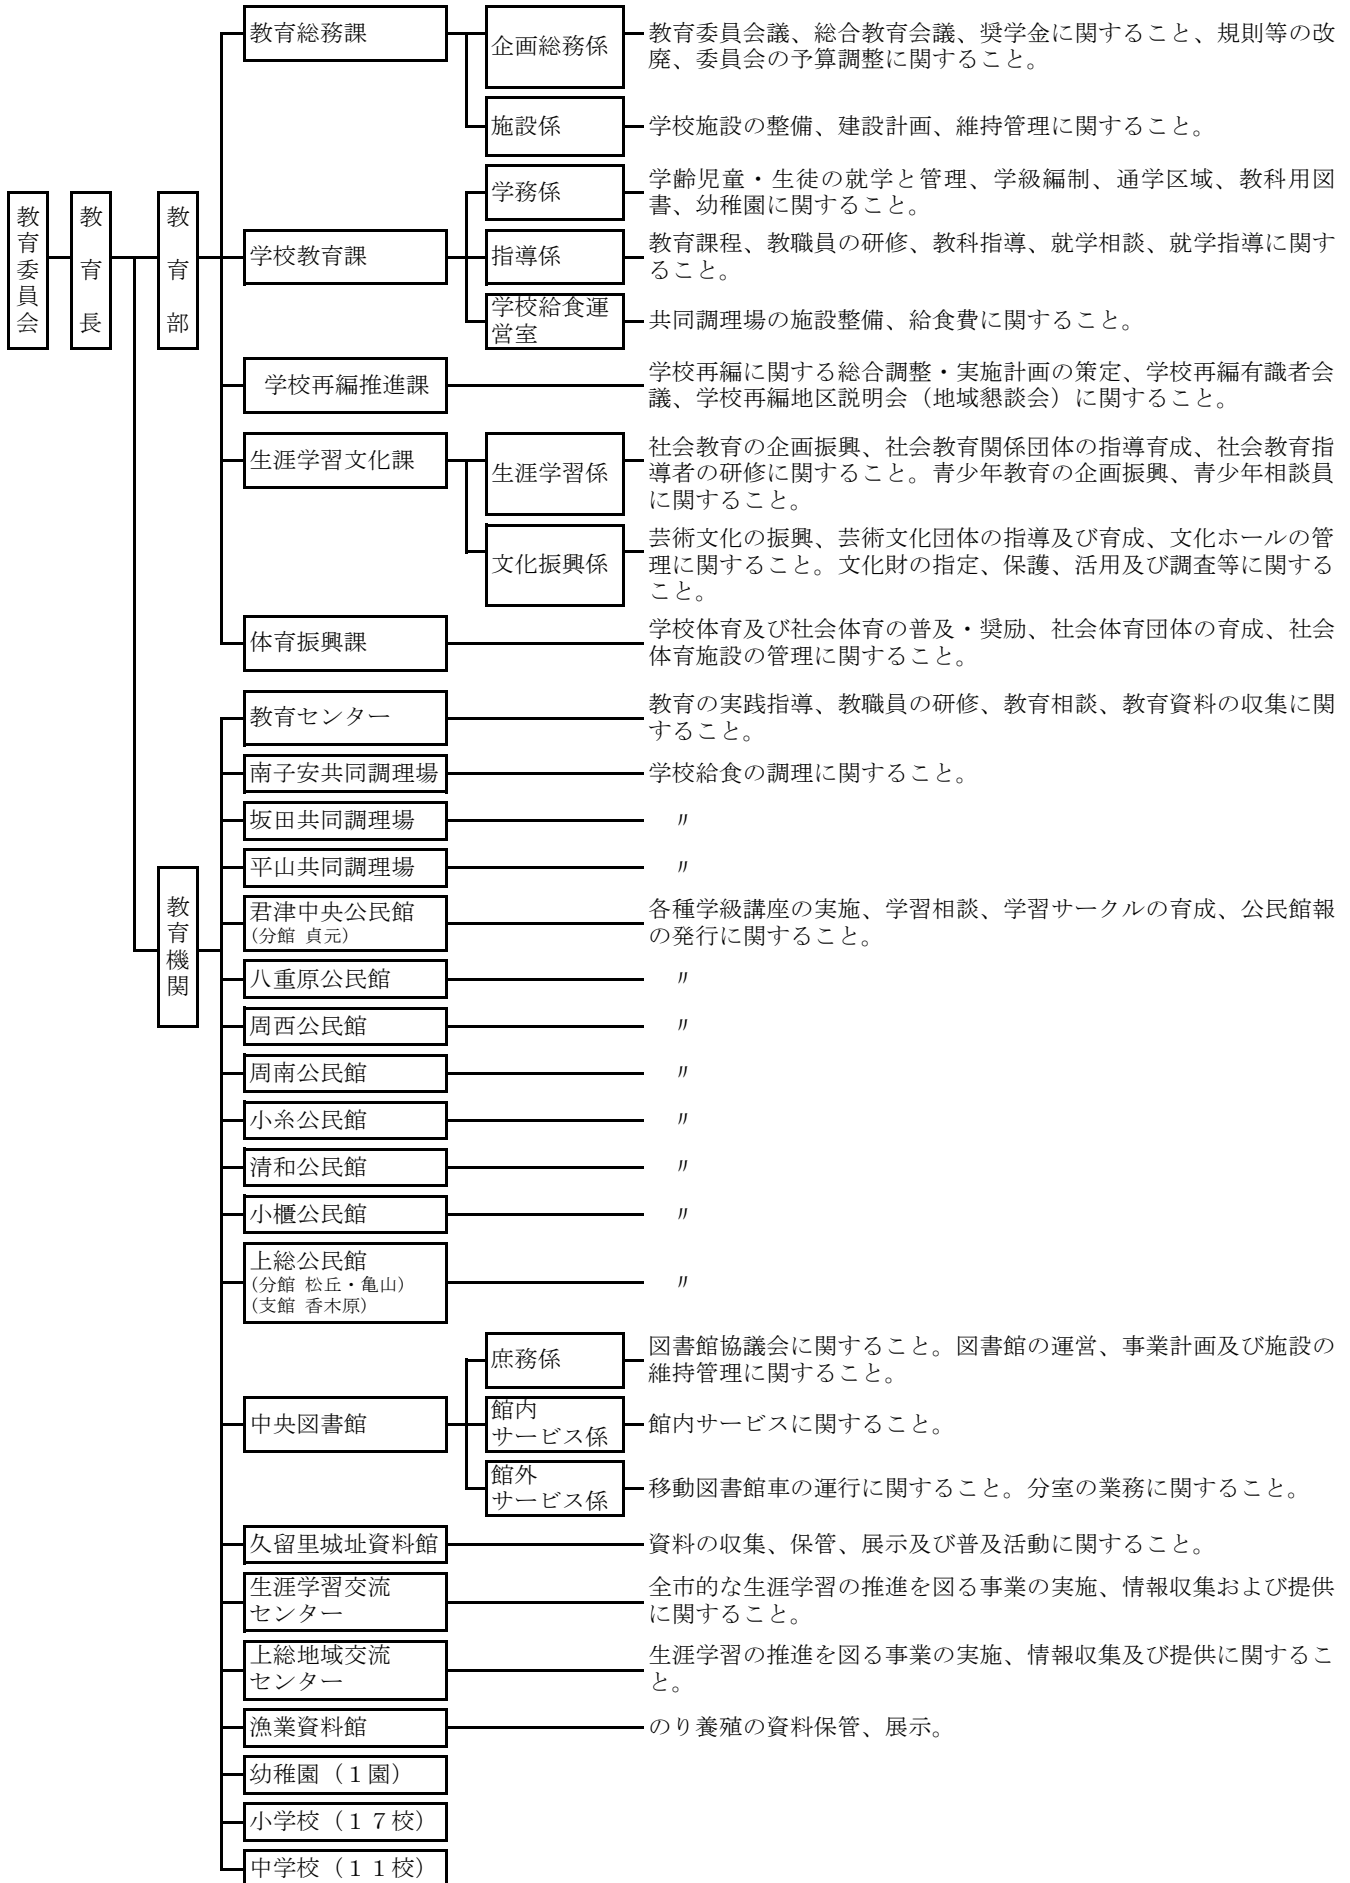 教育委員会
教育長
教育部
教育総務課
企画総務係
教育委員会議、総合教育会議、奨学金に関すること、規則等の改
廃、委員会の予算調整に関すること。
施設係
学校施設の整備、建設計画、維持管理に関すること。
学校教育課
学務係
学齢児童・生徒の就学と管理、学級編制、通学区域、教科用図
書、幼稚園に関すること。
指導係
教育課程、教職員の研修、教科指導、就学相談、就学指導に関す
ること。
学校給食運
営室
共同調理場の施設整備、給食費に関すること。
学校再編推進課
学校再編に関する総合調整・実施計画の策定、学校再編有識者会
議、学校再編地区説明会（地域懇談会）に関すること。
生涯学習文化課
生涯学習係
社会教育の企画振興、社会教育関係団体の指導育成、社会教育指
導者の研修に関すること。青少年教育の企画振興、青少年相談員
に関すること。
文化振興係
芸術文化の振興、芸術文化団体の指導及び育成、文化ホールの管
理に関すること。文化財の指定、保護、活用及び調査等に関する
こと。
体育振興課
学校体育及び社会体育の普及・奨励、社会体育団体の育成、社会
体育施設の管理に関すること。
教育機関
教育センター
教育の実践指導、教職員の研修、教育相談、教育資料の収集に関
すること。
南子安共同調理場
学校給食の調理に関すること。
坂田共同調理場
〃
平山共同調理場
〃
君津中央公民館
(分館 貞元)
各種学級講座の実施、学習相談、学習サークルの育成、公民館報
の発行に関すること。
八重原公民館
〃
周西公民館
〃
周南公民館
〃
小糸公民館
〃
清和公民館
〃
小櫃公民館
〃
上総公民館
(分館 松丘・亀山)
(支館 香木原)
〃
中央図書館
庶務係
図書館協議会に関すること。図書館の運営、事業計画及び施設の
維持管理に関すること。
館内
サービス係
館内サービスに関すること。
館外
サービス係
移動図書館車の運行に関すること。分室の業務に関すること。
久留里城址資料館
資料の収集、保管、展示及び普及活動に関すること。
生涯学習交流
センター
全市的な生涯学習の推進を図る事業の実施、情報収集および提供
に関すること。
上総地域交流
センター
生涯学習の推進を図る事業の実施、情報収集及び提供に関するこ
と。
漁業資料館
のり養殖の資料保管、展示。
幼稚園（１園）
小学校（１７校）
中学校（１１校）